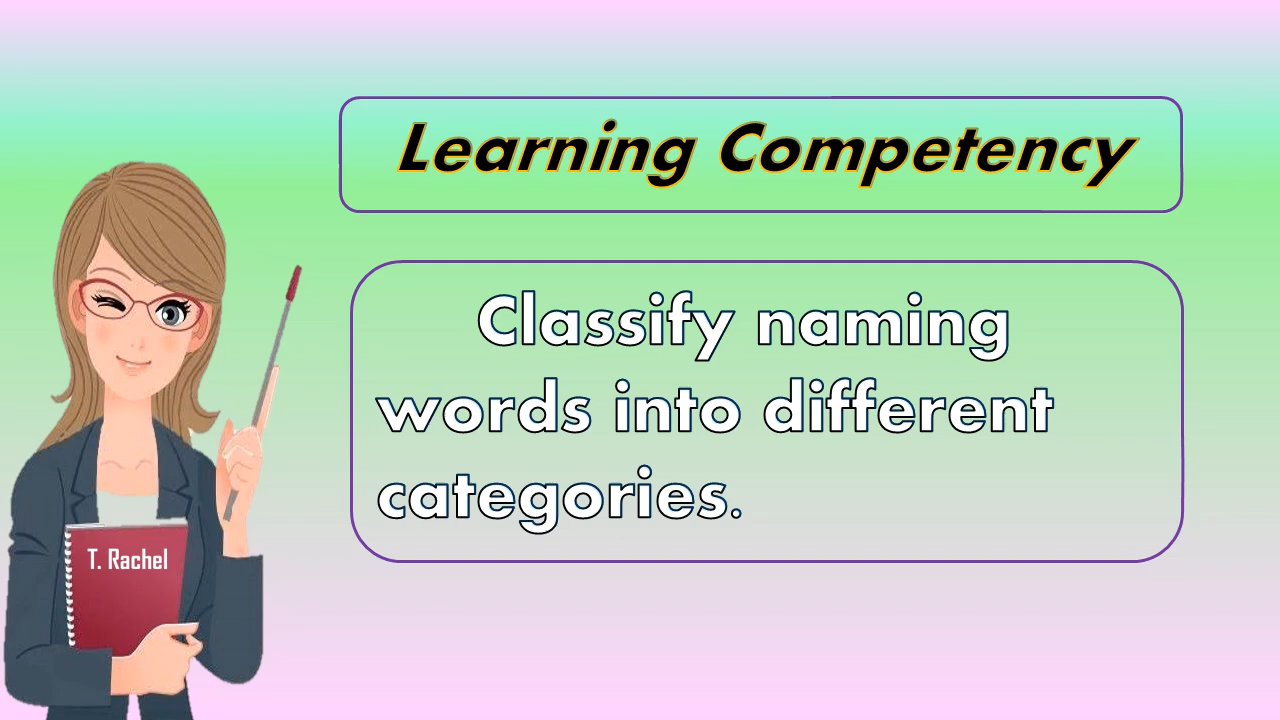 Learning Competency
Classify naming
words into different
categories.
T. Rachel